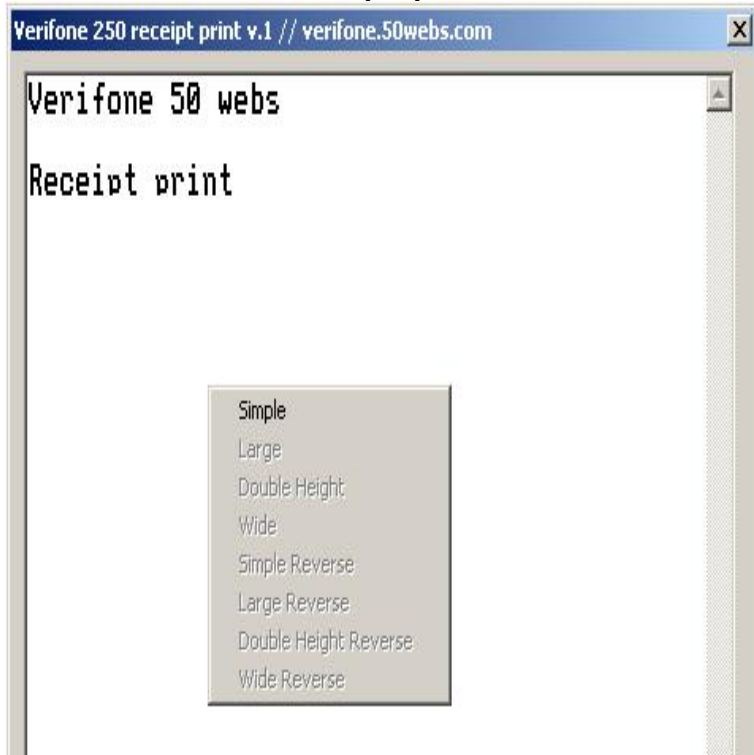 Verifone 250 receipt print v.1 // verifone.50webs.com
Verifone 50 webs
Receipt print
Simple
Large
Double Height
Wide
Simple Reverse
Large Reverse
Double Height Reverse
Wide Reverse